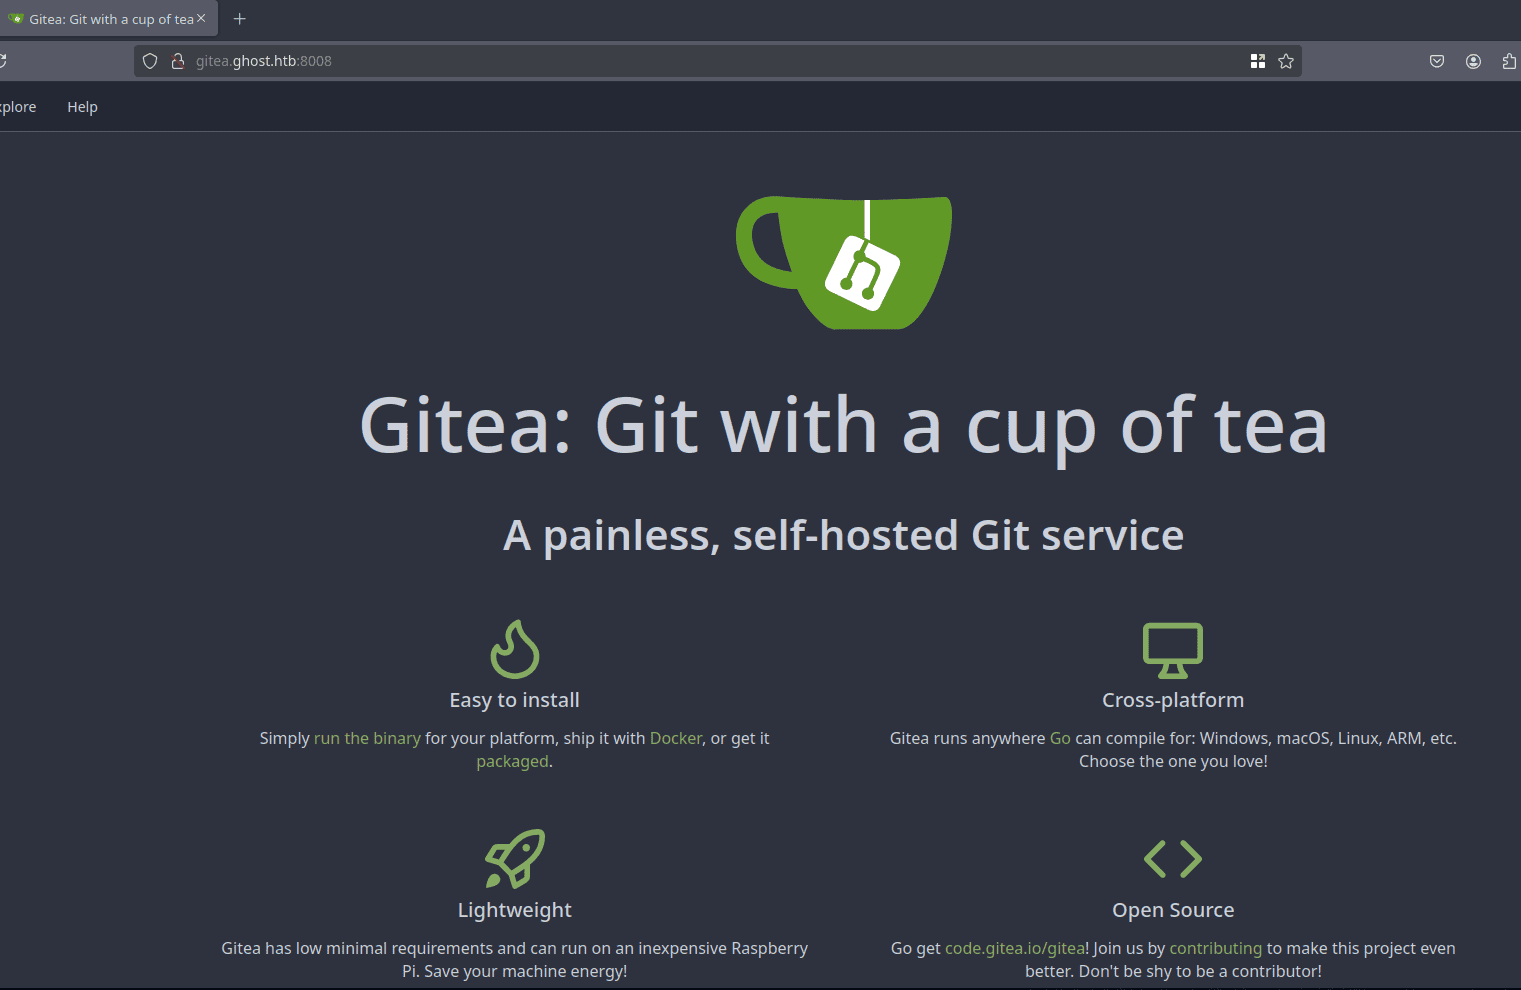 Gitea: Git with a cup of tea
gitea.ghost.htb:8008
xplore Help
Gitea: Git with a cup of tea
A painless, self-hosted Git service
Easy to install
Simply run the binary for your platform, ship it with Docker, or get it
packaged.
Cross-platform
Gitea runs anywhere Go can compile for: Windows, macOS, Linux, ARM, etc.
Choose the one you love!
Lightweight
Gitea has low minimal requirements and can run on an inexpensive Raspberry
Pi. Save your machine energy!
Open Source
Go get code.gitea.io/gitea! Join us by contributing to make this project even
better. Don't be shy to be a contributor!